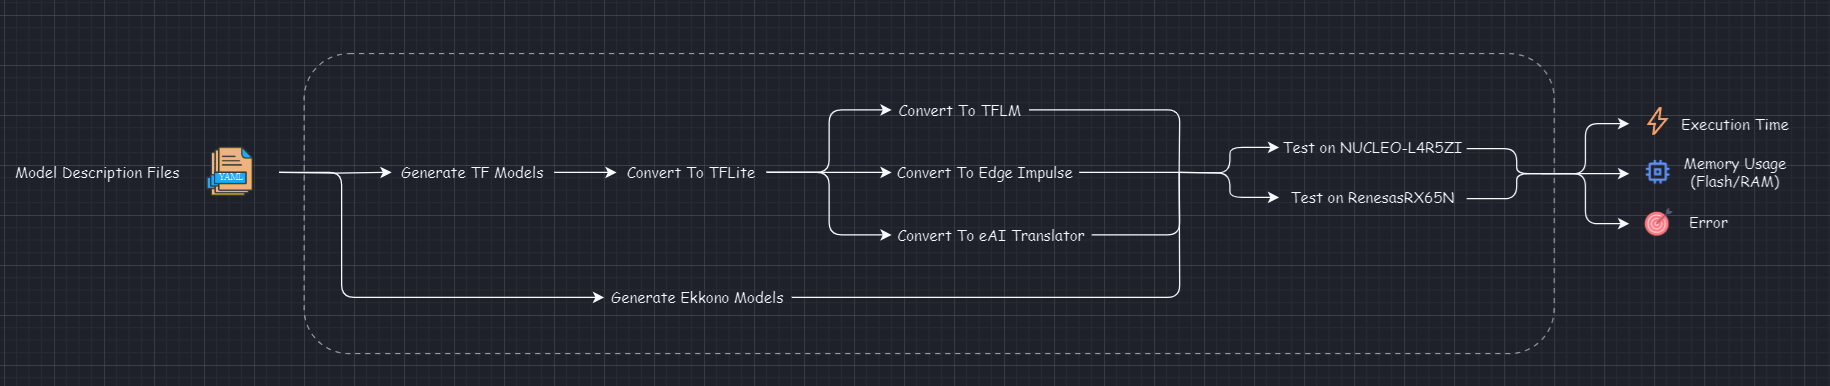 Model Description Files
YAML
Generate TF Models
Convert To TFLite
Convert To TFLM
Convert To Edge Impulse
Convert To eAI Translator
Generate Ekkono Models
Test on NUCLEO-L4R5ZI
Test on RenesasRX65N
Execution Time
Memory Usage
(Flash/RAM)
Error